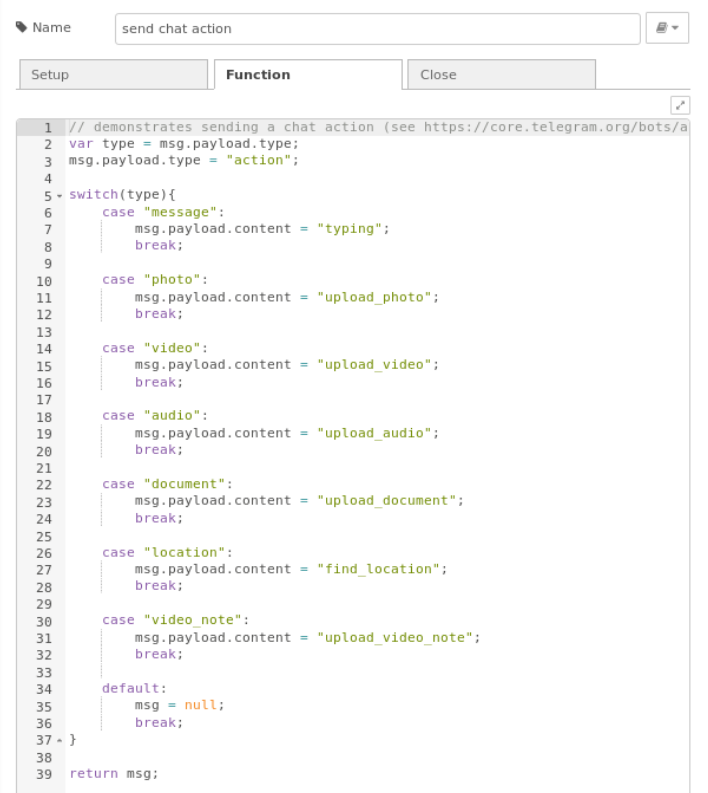 Name
send chat action
Setup
Function
Close
1 // demonstrates sending a chat action (see https://core.telegram.org/bots/a
2 var type = msg.payload.type;
3 msg.payload.type = "action";
4
5 switch(type){
6 case "message":
7 msg.payload.content = "typing";
8 break;
9
10 case "photo":
11 msg.payload.content = "upload_photo";
12 break;
13
14 case "video":
15 msg.payload.content = "upload_video";
16 break;
17
18 case "audio":
19 msg.payload.content = "upload_audio";
20 break;
21
22 case "document":
23 msg.payload.content = "upload_document";
24 break;
25
26 case "location":
27 msg.payload.content = "find_location";
28 break;
29
30 case "video_note":
31 msg.payload.content = "upload_video_note";
32 break;
33
34 default:
35 msg = null;
36 break;
37 }
38
39 return msg;